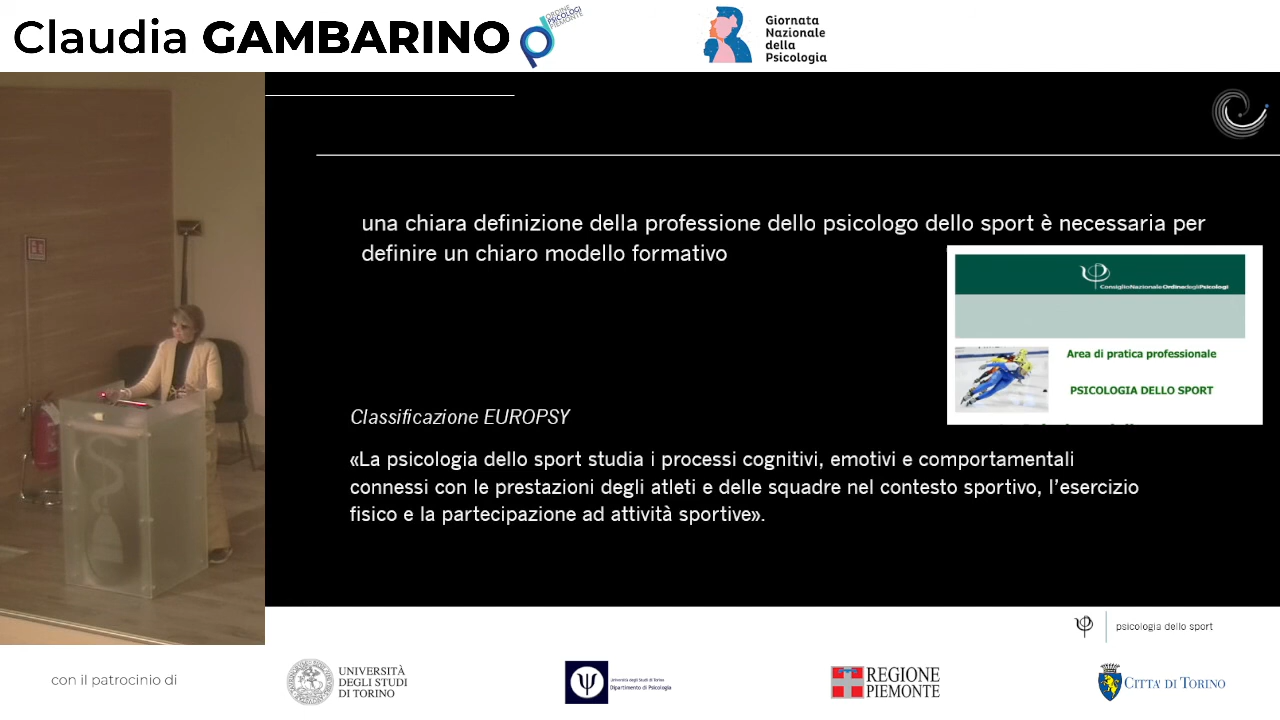 Claudia GAMBARINO
ORDINE
PSICOLOGI
PIEMONTE
Giornata
Nazionale
della
Psicologia
una chiara definizione della professione dello psicologo dello sport è necessaria per
definire un chiaro modello formativo
ConsiglioNazionaleOrdinedegliPsicologi
Area di pratica professionale
PSICOLOGIA DELLO SPORT
Classificazione EUROPSY
«La psicologia dello sport studia i processi cognitivi, emotivi e comportamentali
connessi con le prestazioni degli atleti e delle squadre nel contesto sportivo, l'esercizio
fisico e la partecipazione ad attività sportive».
psicologia dello sport
con il patrocinio di
UNIVERSITÀ
DEGLI STUDI
DI TORINO
Università degli Studi di Torino
Dipartimento di Psicologia
REGIONE
PIEMONTE
CITTA' DI TORINO